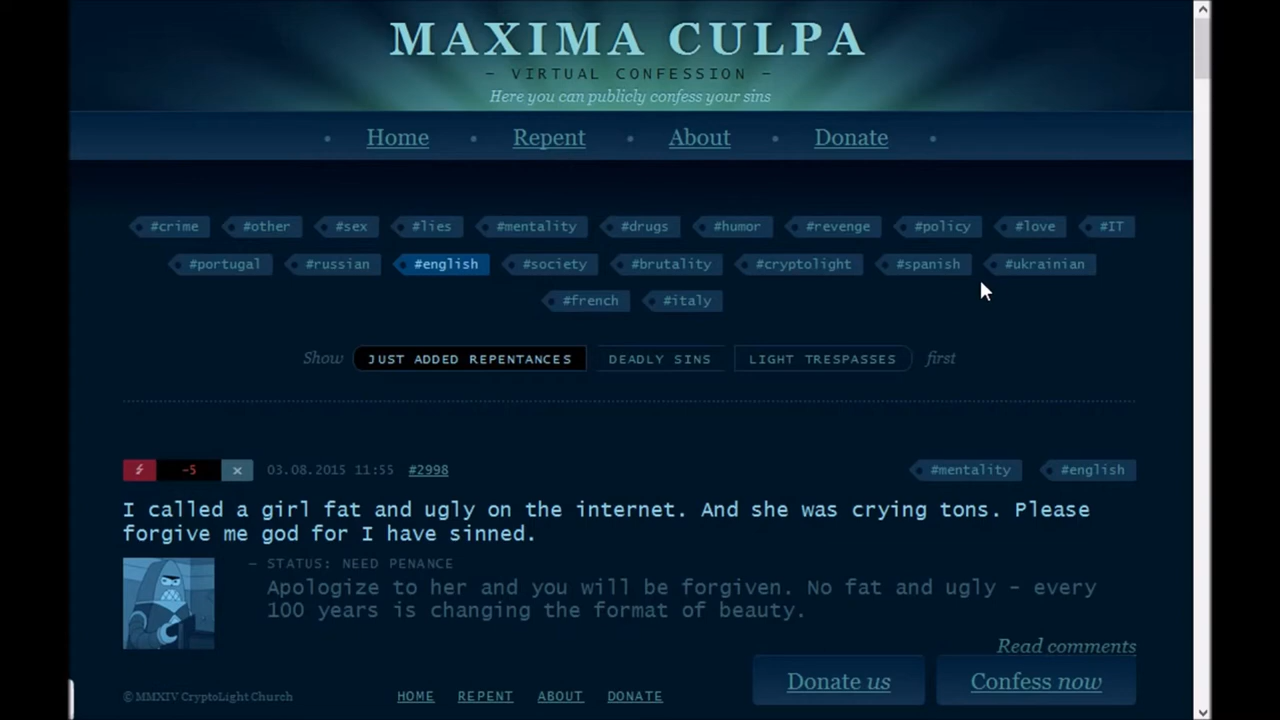 MAXIMA CULPA
– VIRTUAL CONFESSION –
Here you can publicly confess your sins
• Home • Repent • About • Donate •
#crime #other #sex #lies #mentality #drugs #humor #revenge #policy #love #IT
#portugal #russian #english #society #brutality #cryptolight #spanish #ukrainian
#french #italy
Show JUST ADDED REPENTANCES DEADLY SINS LIGHT TRESPASSES first
-5 × 03.08.2015 11:55 #2998 #mentality #english
I called a girl fat and ugly on the internet. And she was crying tons. Please
forgive me god for I have sinned.
– STATUS: NEED PENANCE
Apologize to her and you will be forgiven. No fat and ugly – every
100 years is changing the format of beauty.
Read comments
Donate us Confess now
© MMXIV CryptoLight Church HOME REPENT ABOUT DONATE